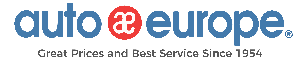 auto æ europe®
Great Prices and Best Service Since 1954